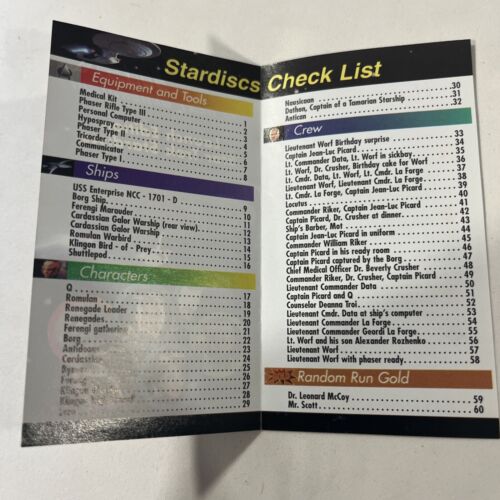 Stardiscs Check List
Equipment and Tools
Medical Kit 1
Phaser Rifle Type III 2
Personal Computer 3
Hypospray 4
Phaser Type II 5
Tricorder 6
Communicator 7
Phaser Type I 8
Ships
USS Enterprise NCC - 1701 - D 9
Borg Ship 10
Ferengi Marauder 11
Cardassian Galor Warship (rear view) 12
Cardassian Galor Warship 13
Romulan Warbird 14
Klingon Bird - of - Prey 15
Shuttlepod 16
Characters
Q 17
Romulan 18
Renegade Leader 19
Renegades 20
Ferengi gathering 21
Borg 22
23
24
25
Ferengi 26
Klingon 27
Klingon 28
29
Nausicaan 30
Dathon, Captain of a Tamarian Starship 31
Antican 32
Crew
Lieutenant Worf Birthday surprise 33
Captain Jean-Luc Picard 34
Lt. Commander Data, Lt. Worf in sickbay 35
Lt. Worf, Dr. Crusher, Birthday cake for Worf 36
Lt. Cmdr. Data, Lt. Worf, Lt. Cmdr. La Forge 37
Lieutenant Worf, Lieutenant Cmdr. La Forge 38
Lt. Cmdr. La Forge, Captain Jean-Luc Picard 39
Locutus 40
Commander Riker, Captain Jean-Luc Picard 41
Captain Picard, Dr. Crusher at dinner 42
Ship's Barber, Mot 43
Captain Jean-Luc Picard in uniform 44
Commander William Riker 45
Captain Picard in his ready room 46
Captain Picard captured by the Borg 47
Chief Medical Officer Dr. Beverly Crusher 48
Commander Riker, Dr. Crusher, Captain Picard 49
Lieutenant Commander Data 50
Captain Picard and Q 51
Counselor Deanna Troi 52
Lieutenant Cmdr. Data at ship's computer 53
Lieutenant Commander La Forge 54
Lieutenant Commander Geordi La Forge 55
Lt. Worf and his son Alexander Rozhenko 56
Lieutenant Worf 57
Lieutenant Worf with phaser ready 58
Random Run Gold
Dr. Leonard McCoy 59
Mr. Scott 60